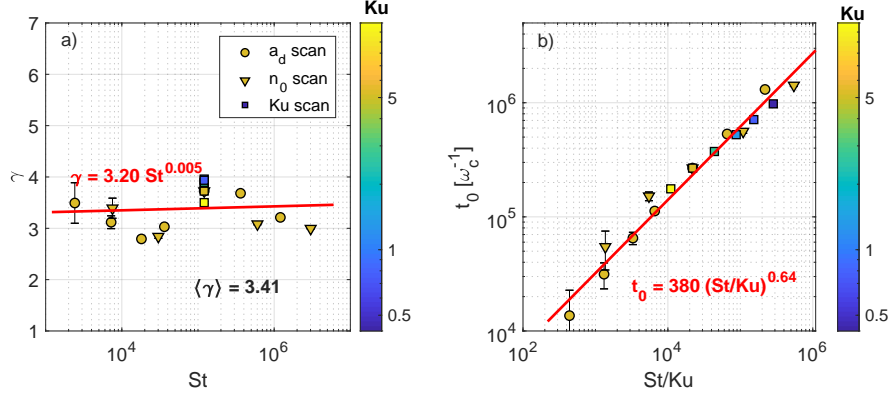 Ku
Ku
a)
b)
a_d scan
n_0 scan
Ku scan
γ = 3.20 St^0.005
⟨γ⟩ = 3.41
t_0 = 380 (St/Ku)^0.64
7
6
5
4
3
2
1
γ
10^4
10^6
St
5
1
0.5
10^6
10^5
10^4
t_0 [ω_c^-1]
10^2
10^4
10^6
St/Ku
5
1
0.5